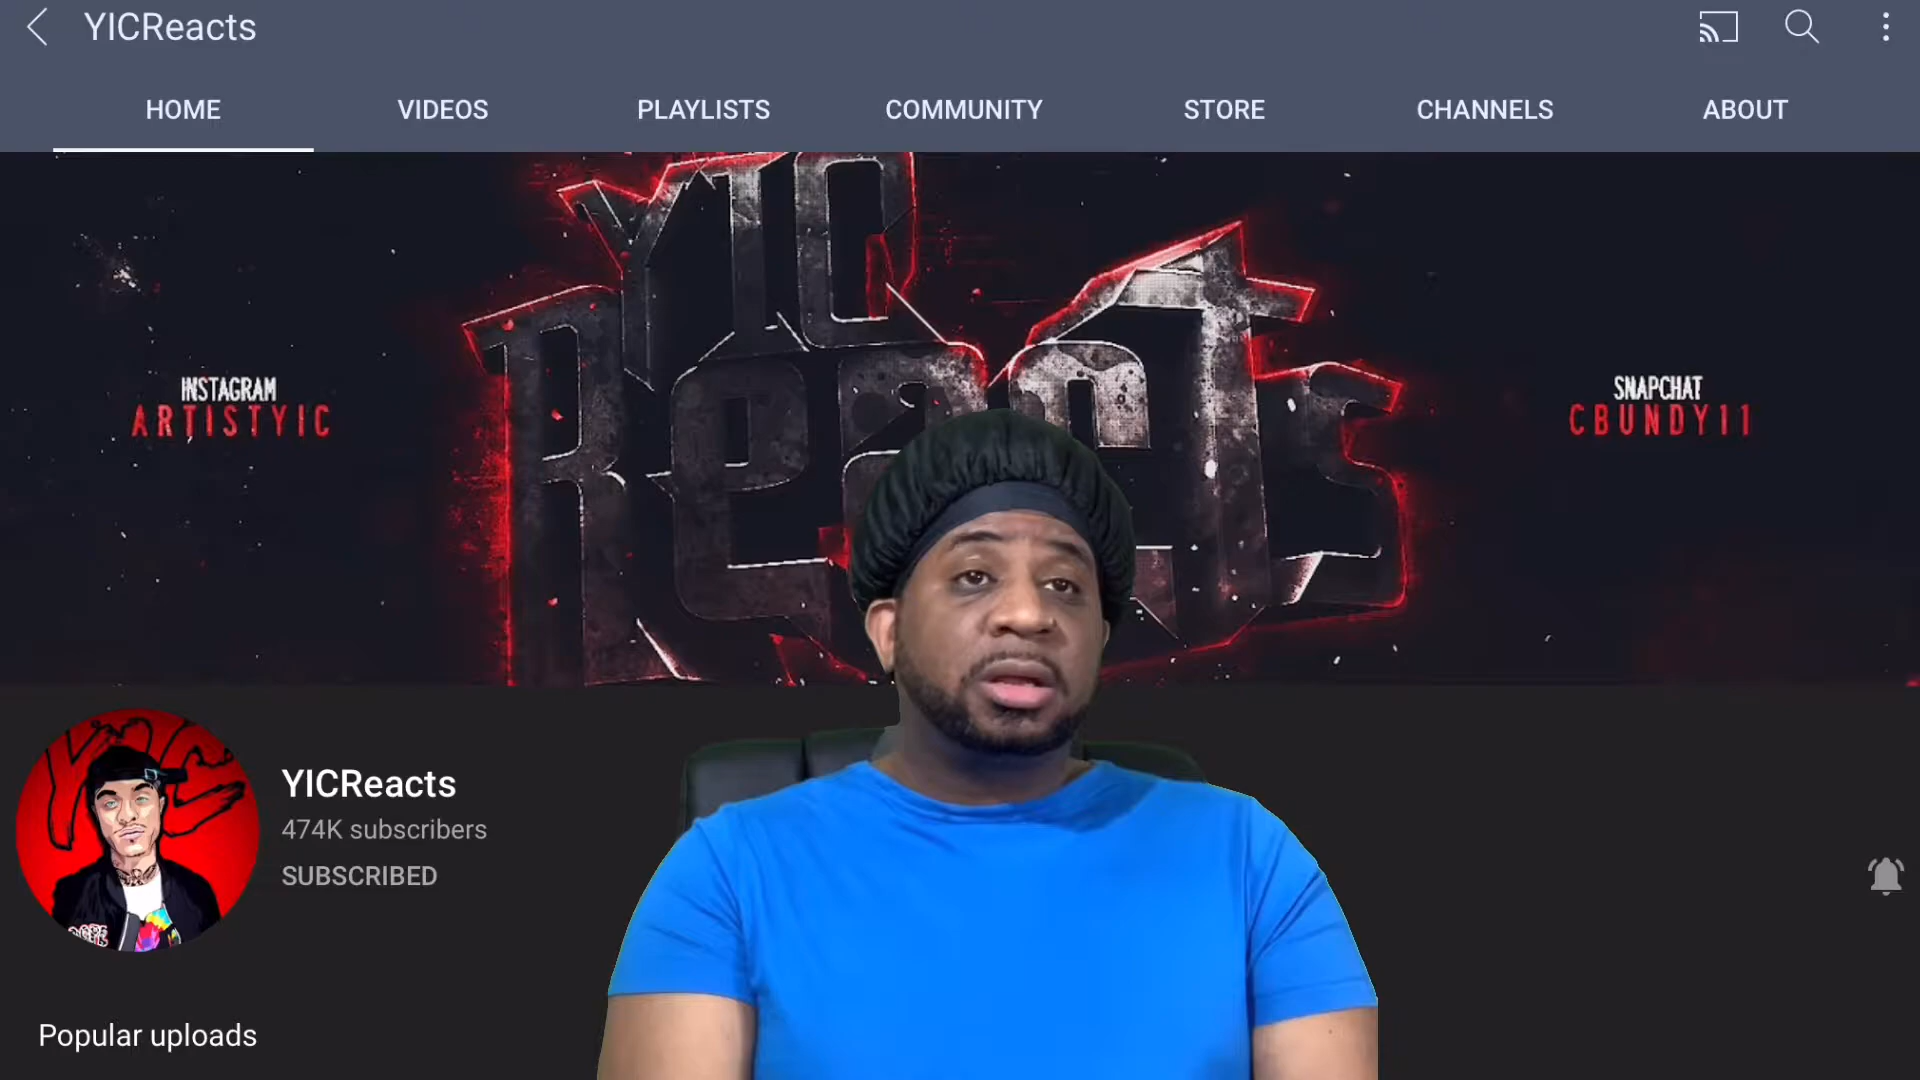 YICReacts
HOME VIDEOS PLAYLISTS COMMUNITY STORE CHANNELS ABOUT
YIC
Reacts
INSTAGRAM
ARTISTYIC
SNAPCHAT
CBUNDY11
YIC
YICReacts
474K subscribers
SUBSCRIBED
Popular uploads